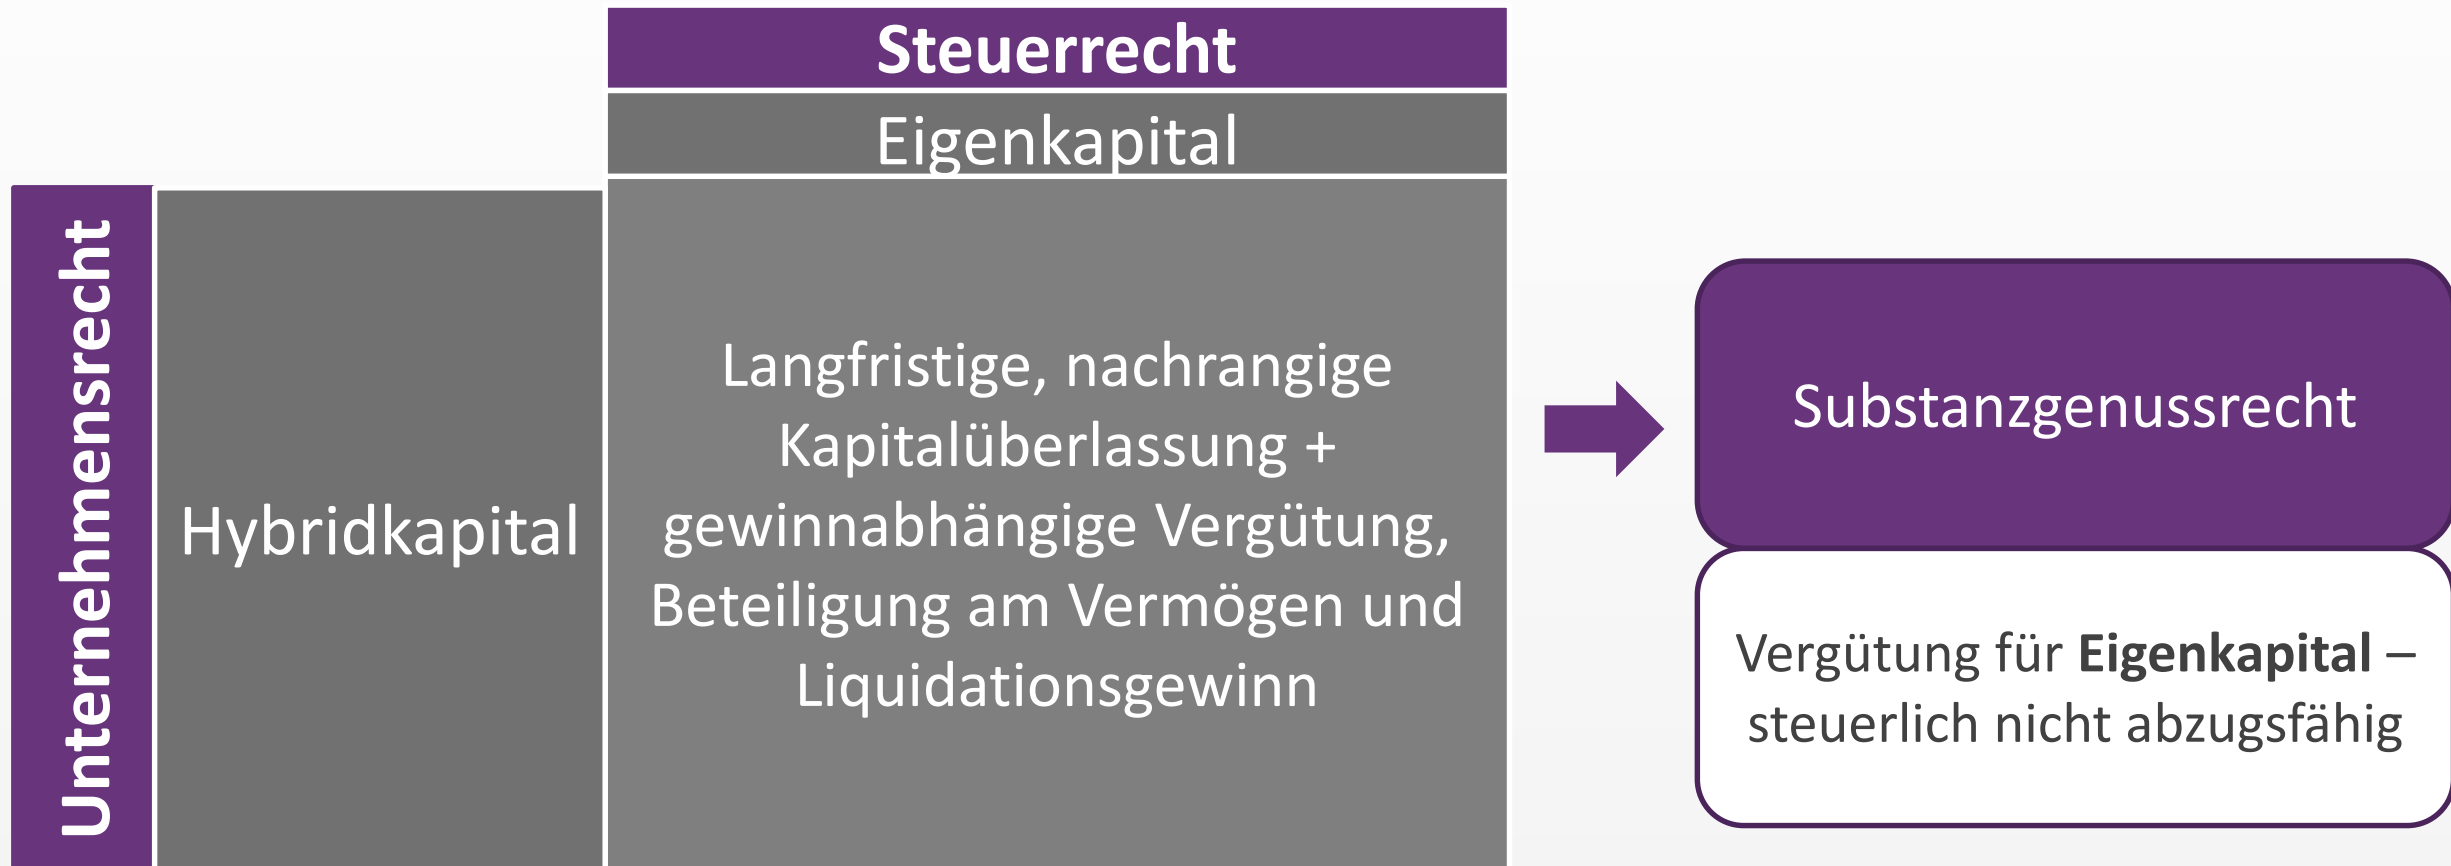 Steuerrecht
Eigenkapital
Unternehmensrecht
Hybridkapital
Langfristige, nachrangige
Kapitalüberlassung +
gewinnabhängige Vergütung,
Beteiligung am Vermögen und
Liquidationsgewinn
Substanzgenussrecht
Vergütung für Eigenkapital –
steuerlich nicht abzugsfähig